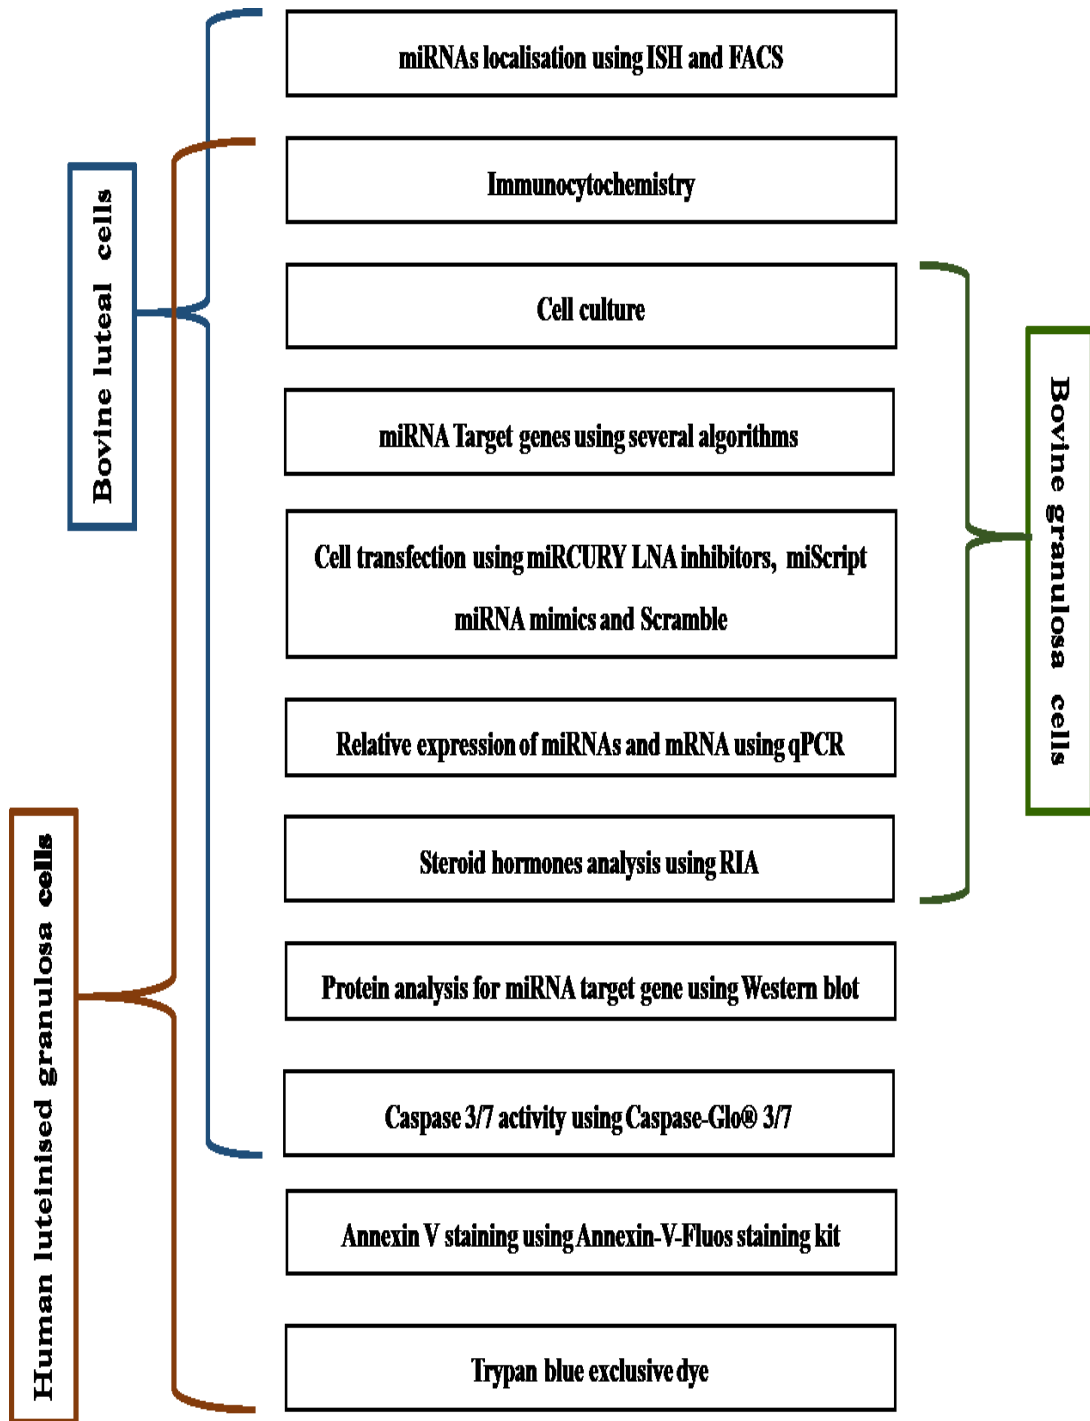 miRNAs localisation using ISH and FACS
Immunocytochemistry
Cell culture
miRNA Target genes using several algorithms
Cell transfection using miRCURY LNA inhibitors, miScript
miRNA mimics and Scramble
Relative expression of miRNAs and mRNA using qPCR
Steroid hormones analysis using RIA
Protein analysis for miRNA target gene using Western blot
Caspase 3/7 activity using Caspase-Glo® 3/7
Annexin V staining using Annexin-V-Fluos staining kit
Trypan blue exclusive dye
Bovine luteal cells
Human luteinised granulosa cells
Bovine granulosa cells